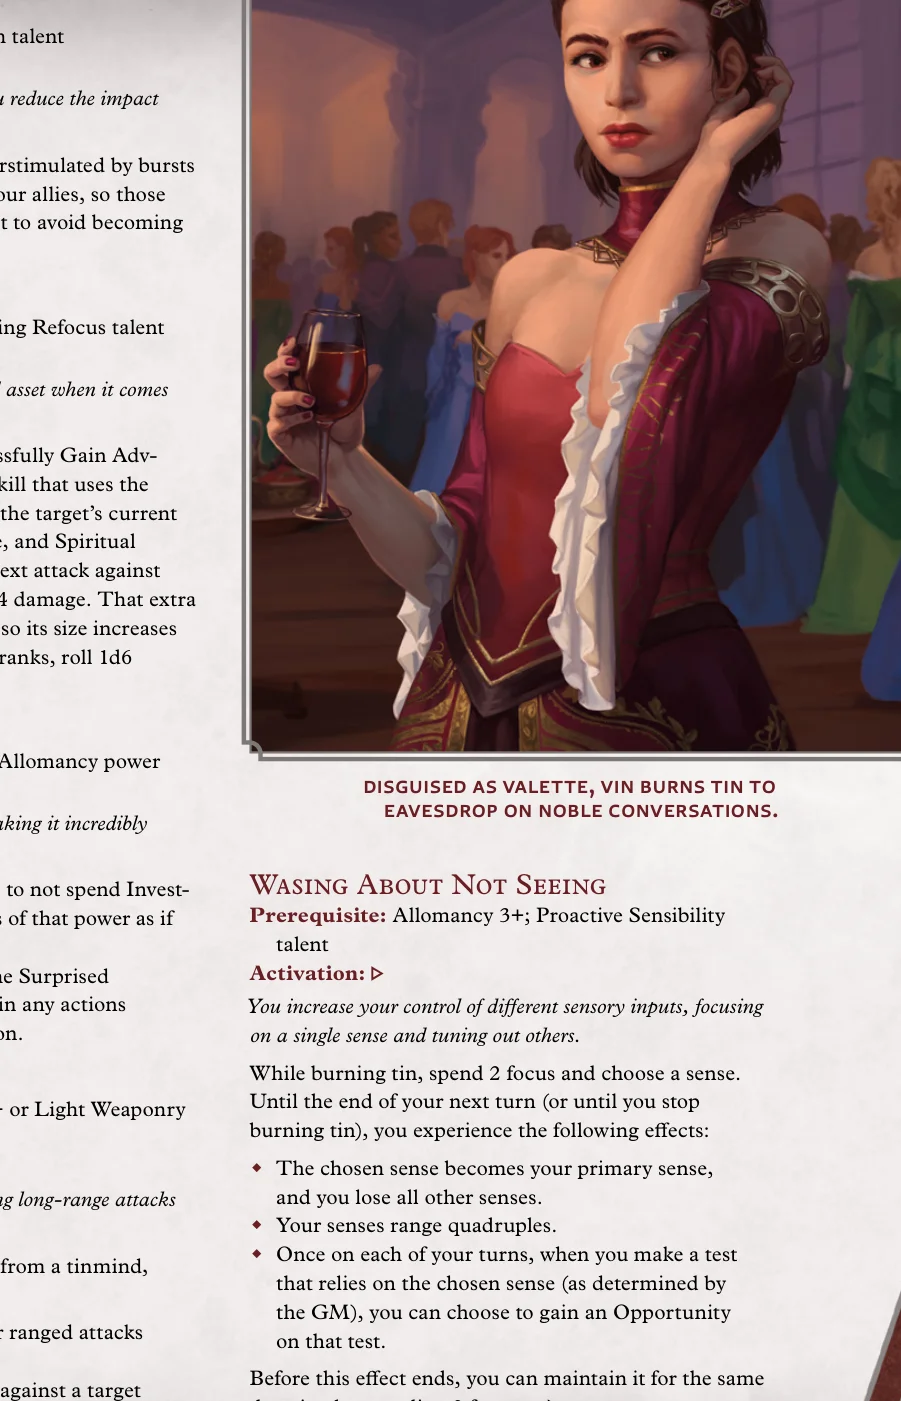 n talent
u reduce the impact
rstimulated by bursts
our allies, so those
t to avoid becoming
ing Refocus talent
l asset when it comes
ssfully Gain Adv-
kill that uses the
the target's current
e, and Spiritual
ext attack against
4 damage. That extra
so its size increases
ranks, roll 1d6
Allomancy power
aking it incredibly
to not spend Invest-
s of that power as if
he Surprised
in any actions
on.
+ or Light Weaponry
ng long-range attacks
from a tinmind,
r ranged attacks
against a target
DISGUISED AS VALETTE, VIN BURNS TIN TO
EAVESDROP ON NOBLE CONVERSATIONS.
Wasing About Not Seeing
Prerequisite: Allomancy 3+; Proactive Sensibility
talent
Activation: ▷
You increase your control of different sensory inputs, focusing
on a single sense and tuning out others.
While burning tin, spend 2 focus and choose a sense.
Until the end of your next turn (or until you stop
burning tin), you experience the following effects:
◆ The chosen sense becomes your primary sense,
and you lose all other senses.
◆ Your senses range quadruples.
◆ Once on each of your turns, when you make a test
that relies on the chosen sense (as determined by
the GM), you can choose to gain an Opportunity
on that test.
Before this effect ends, you can maintain it for the same